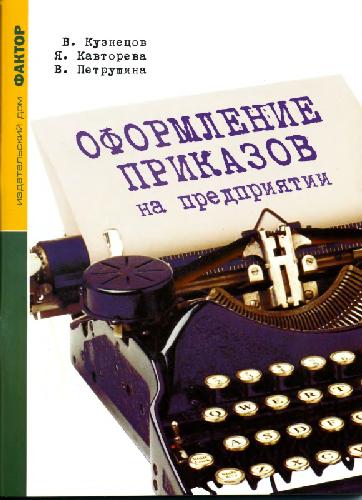 В. Кузнецов
Я. Кавторева
В. Петрушина
издательский дом ФАКТОР
ОФОРМЛЕНИЕ
ПРИКАЗОВ
на предприятии
W E R T
A S D F